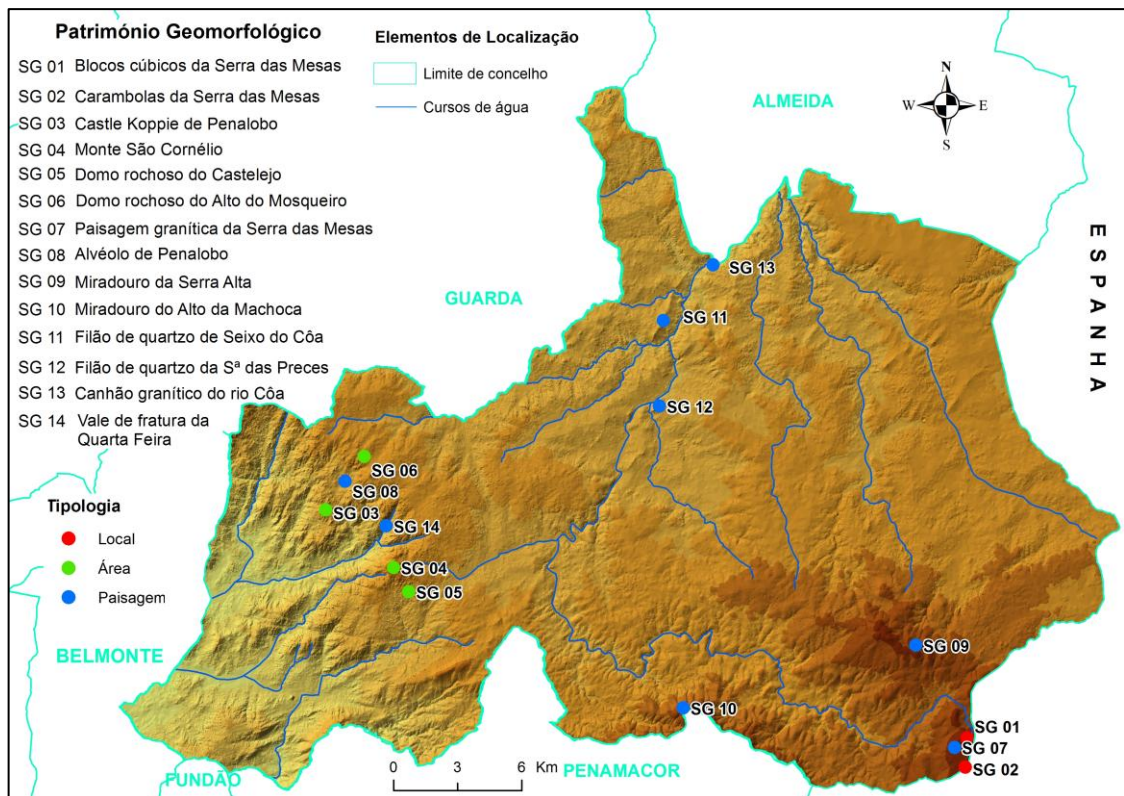 Património Geomorfológico
SG 01 Blocos cúbicos da Serra das Mesas
SG 02 Carambolas da Serra das Mesas
SG 03 Castle Koppie de Penalobo
SG 04 Monte São Cornélio
SG 05 Domo rochoso do Castelejo
SG 06 Domo rochoso do Alto do Mosqueiro
SG 07 Paisagem granítica da Serra das Mesas
SG 08 Alvéolo de Penalobo
SG 09 Miradouro da Serra Alta
SG 10 Miradouro do Alto da Machoca
SG 11 Filão de quartzo de Seixo do Côa
SG 12 Filão de quartzo da Sª das Preces
SG 13 Canhão granítico do rio Côa
SG 14 Vale de fratura da
Quarta Feira
Elementos de Localização
Limite de concelho
Cursos de água
Tipologia
Local
Área
Paisagem
N
W
E
S
ALMEIDA
ESPANHA
GUARDA
BELMONTE
FUNDÃO
PENAMACOR
SG 13
SG 11
SG 12
SG 06
SG 08
SG 03
SG 14
SG 04
SG 05
SG 09
SG 10
SG 01
SG 07
SG 02
0 3 6 Km